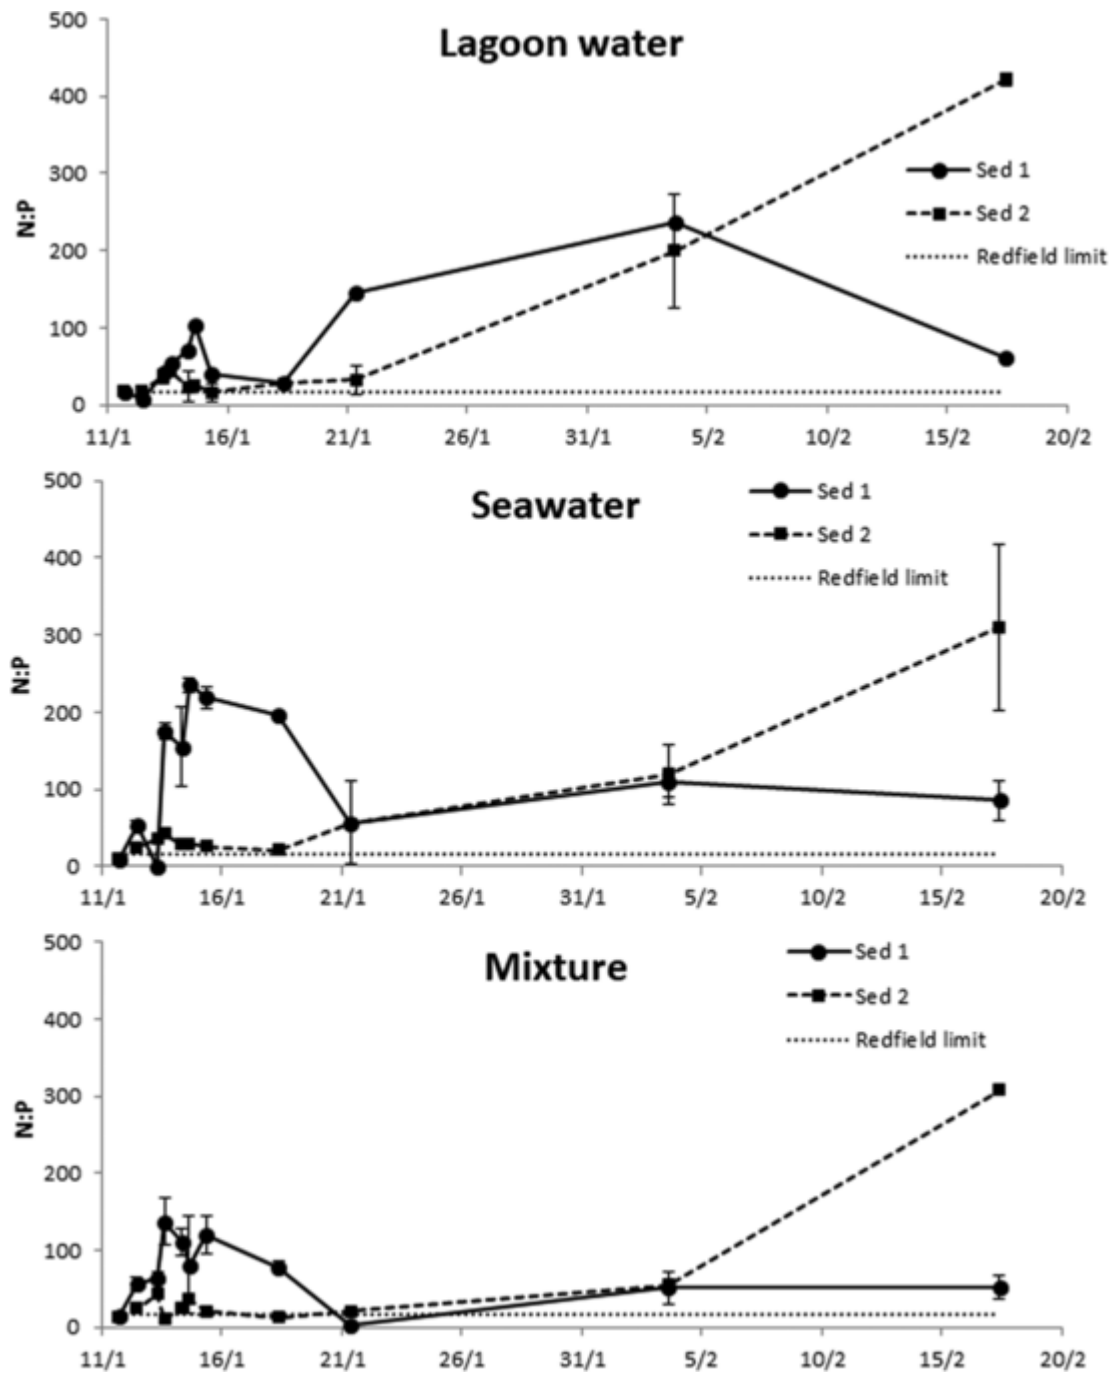 Lagoon water
500
400
300
200
100
0
N:P
Sed 1
Sed 2
Redfield limit
11/1 16/1 21/1 26/1 31/1 5/2 10/2 15/2 20/2
Seawater
500
400
300
200
100
0
N:P
Sed 1
Sed 2
Redfield limit
11/1 16/1 21/1 26/1 31/1 5/2 10/2 15/2 20/2
Mixture
500
400
300
200
100
0
N:P
Sed 1
Sed 2
Redfield limit
11/1 16/1 21/1 26/1 31/1 5/2 10/2 15/2 20/2